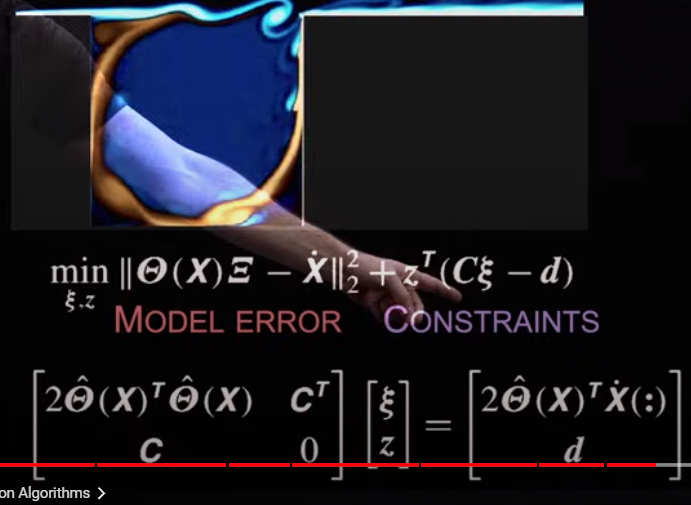 min ‖Θ(X)Ξ − Ẋ‖₂² + zᵀ(Cξ − d)
ξ,z
MODEL ERROR CONSTRAINTS
[2Θ̂(X)ᵀΘ̂(X) Cᵀ] [ξ] = [2Θ̂(X)ᵀẊ(:)]
[C 0] [z] [d]
on Algorithms >